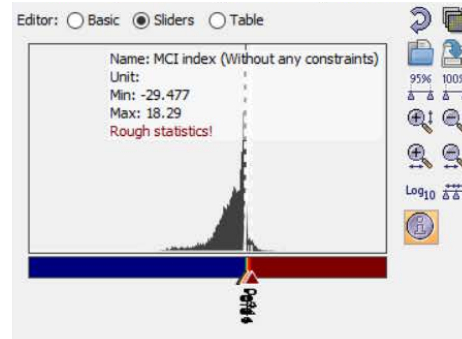 Editor: Basic Sliders Table
Name: MCI index (Without any constraints)
Unit:
Min: -29.477
Max: 18.29
Rough statistics!
95%
Log10